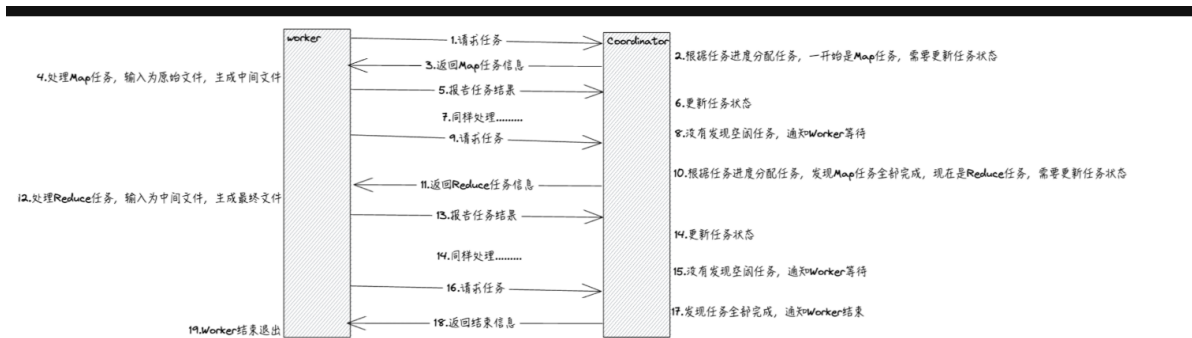 worker
Coordinator
1.请求任务
2.根据任务进度分配任务，一开始是Map任务，需要更新任务状态
3.返回Map任务信息
4.处理Map任务，输入为原始文件，生成中间文件
5.报告任务结果
6.更新任务状态
7.同样处理.........
8.没有发现空闲任务，通知Worker等待
9.请求任务
10.根据任务进度分配任务，发现Map任务全部完成，现在是Reduce任务，需要更新任务状态
11.返回Reduce任务信息
12.处理Reduce任务，输入为中间文件，生成最终文件
13.报告任务结果
14.更新任务状态
14.同样处理.........
15.没有发现空闲任务，通知Worker等待
16.请求任务
17.发现任务全部完成，通知Worker结束
18.返回结束信息
19.Worker结束退出